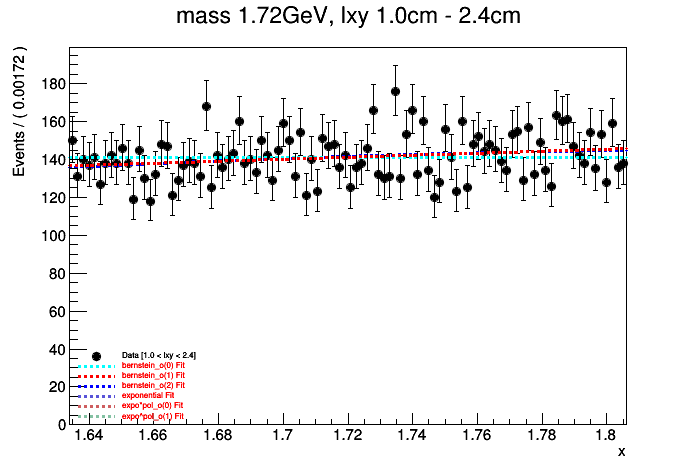 mass 1.72GeV, lxy 1.0cm - 2.4cm
Events / ( 0.00172 )
180
160
140
120
100
80
60
40
20
0
Data [1.0 < lxy < 2.4]
bernstein_o(0) Fit
bernstein_o(1) Fit
bernstein_o(2) Fit
exponential Fit
expo*pol_o(0) Fit
expo*pol_o(1) Fit
1.64 1.66 1.68 1.7 1.72 1.74 1.76 1.78 1.8
x